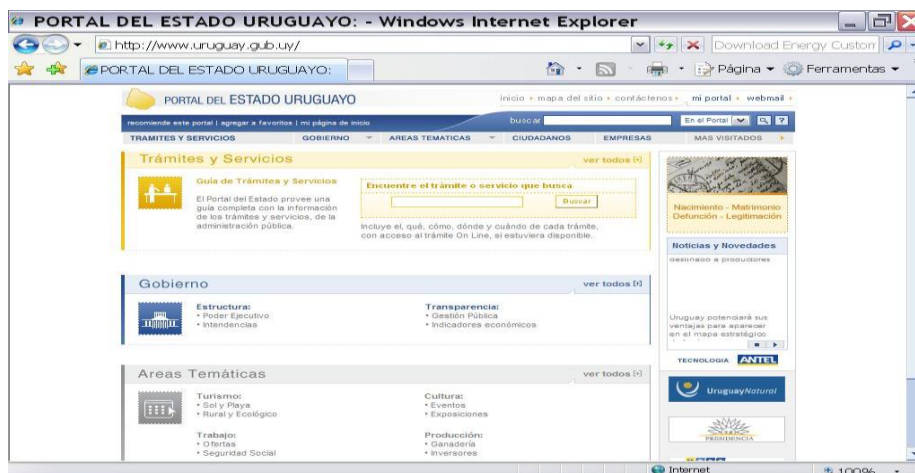 PORTAL DEL ESTADO URUGUAYO: - Windows Internet Explorer
http://www.uruguay.gub.uy/
Download Energy Custom
PORTAL DEL ESTADO URUGUAYO:
Página
Ferramentas
PORTAL DEL ESTADO URUGUAYO
inicio mapa del sitio contáctenos mi portal webmail
recomiende este portal | agregar a favoritos | mi página de inicio
buscar
En el Portal
?
TRAMITES Y SERVICIOS GOBIERNO AREAS TEMATICAS CIUDADANOS EMPRESAS MAS VISITADOS
Trámites y Servicios
ver todos [+]
Guía de Trámites y Servicios
El Portal del Estado provee una
guía completa con la información
de los trámites y servicios, de la
administración pública.
Encuentre el trámite o servicio que busca
Buscar
Incluye el, qué, cómo, dónde y cuándo de cada trámite,
con acceso al trámite On Line, si estuviera disponible.
Nacimiento - Matrimonio
Defunción - Legitimación
Noticias y Novedades
destinado a productores
Uruguay potenciará sus
ventajas para aparecer
en el mapa estratégico
TECNOLOGIA ANTEL
Uruguay Natural
PRESIDENCIA
Gobierno
ver todos [+]
Estructura:
• Poder Ejecutivo
• Intendencias
Transparencia:
• Gestión Pública
• Indicadores económicos
Areas Temáticas
ver todos [+]
Turismo:
• Sol y Playa
• Rural y Ecológico
Cultura:
• Eventos
• Exposiciones
Trabajo:
• Ofertas
• Seguridad Social
Producción:
• Ganadería
• Inversores
Internet
100%